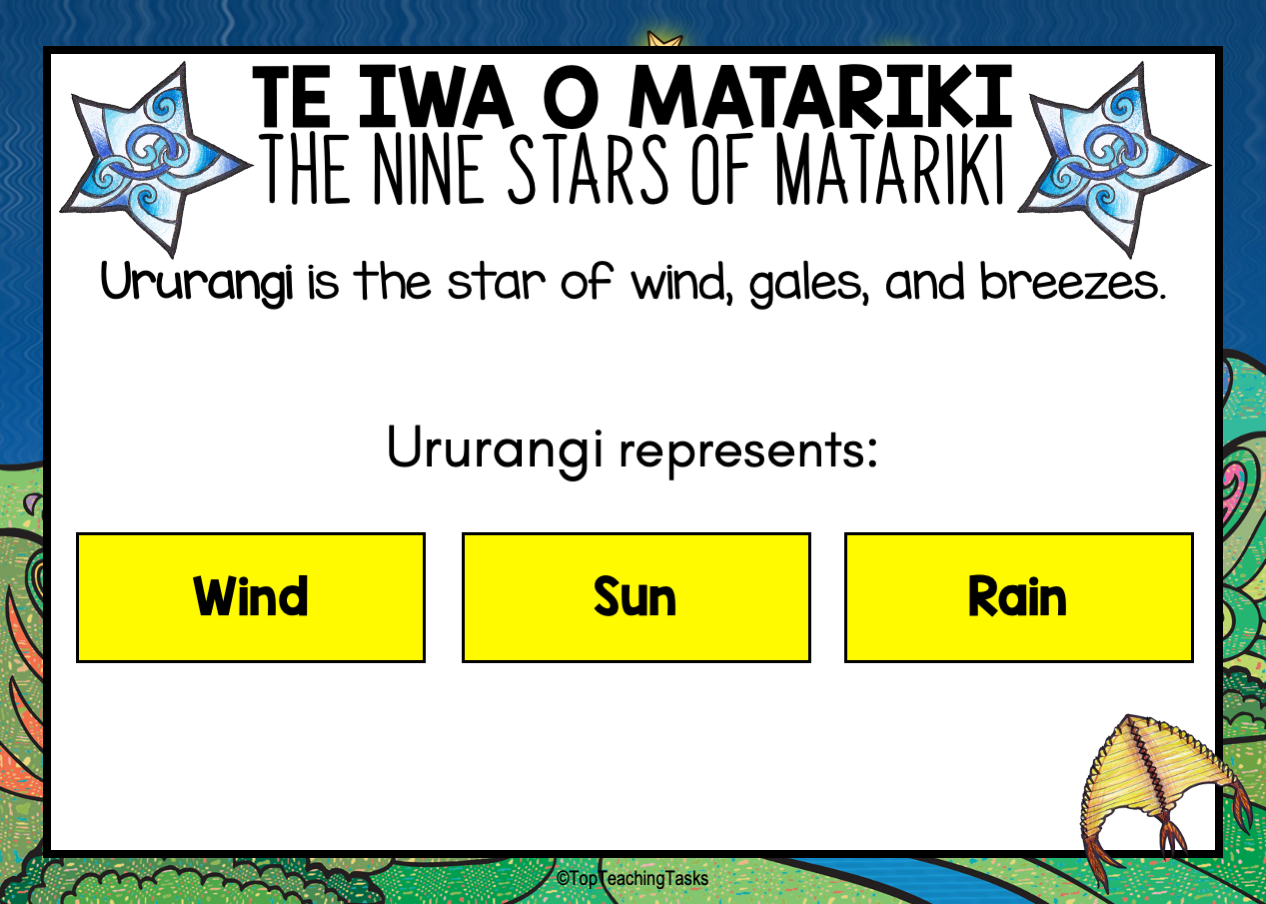 TE IWA O MATARIKI
THE NINE STARS OF MATARIKI
Ururangi is the star of wind, gales, and breezes.
Ururangi represents:
Wind
Sun
Rain
©TopTeachingTasks